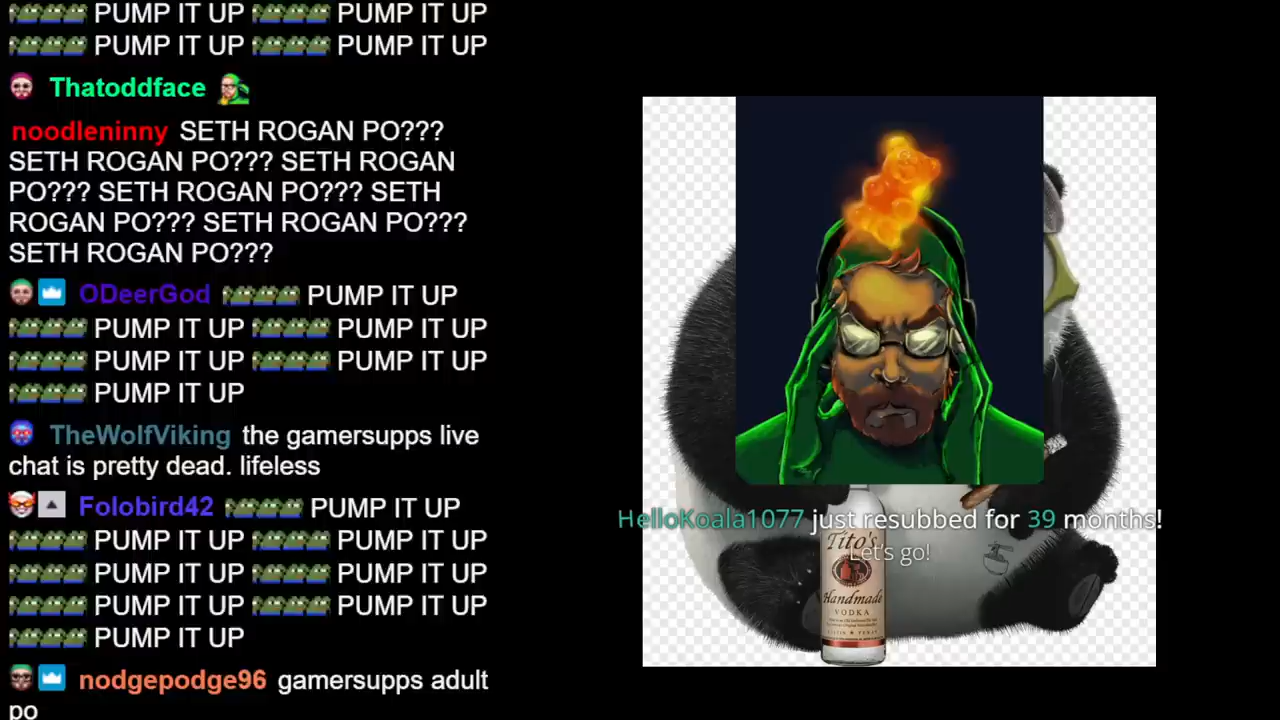 PUMP IT UP PUMP IT UP
PUMP IT UP PUMP IT UP
Thatoddface
noodleninny SETH ROGAN PO???
SETH ROGAN PO??? SETH ROGAN
PO??? SETH ROGAN PO??? SETH
ROGAN PO??? SETH ROGAN PO???
SETH ROGAN PO???
ODeerGod PUMP IT UP
PUMP IT UP PUMP IT UP
PUMP IT UP PUMP IT UP
PUMP IT UP
TheWolfViking the gamersupps live
chat is pretty dead. lifeless
Folobird42 PUMP IT UP
PUMP IT UP PUMP IT UP
PUMP IT UP PUMP IT UP
PUMP IT UP PUMP IT UP
PUMP IT UP
nodgepodge96 gamersupps adult
po
HelloKoala1077 just resubbed for 39 months!
Let's go!
Tito's
Handmade
VODKA